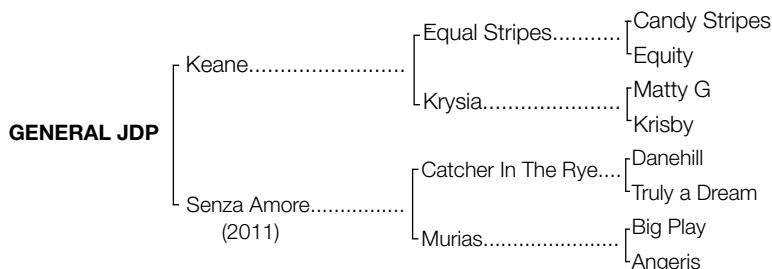 Candy Stripes
Equal Stripes...........
Equity
Keane.........................
Matty G
Krysia......................
Krisby
GENERAL JDP
Danehill
Catcher In The Rye....
Truly a Dream
Senza Amore...............
(2011)
Big Play
Murias......................
Angeris